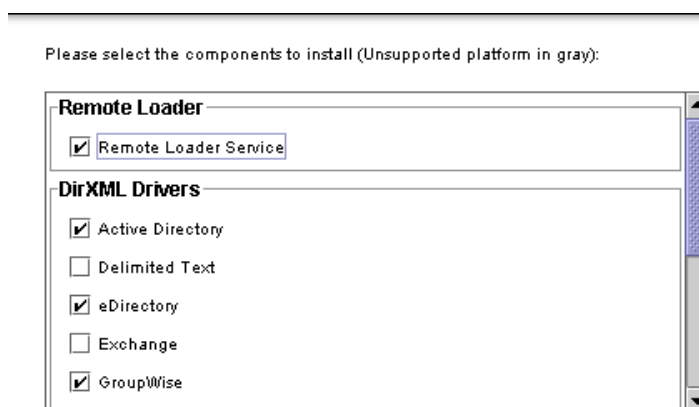 Please select the components to install (Unsupported platform in gray):
Remote Loader
Remote Loader Service
DirXML Drivers
Active Directory
Delimited Text
eDirectory
Exchange
GroupWise